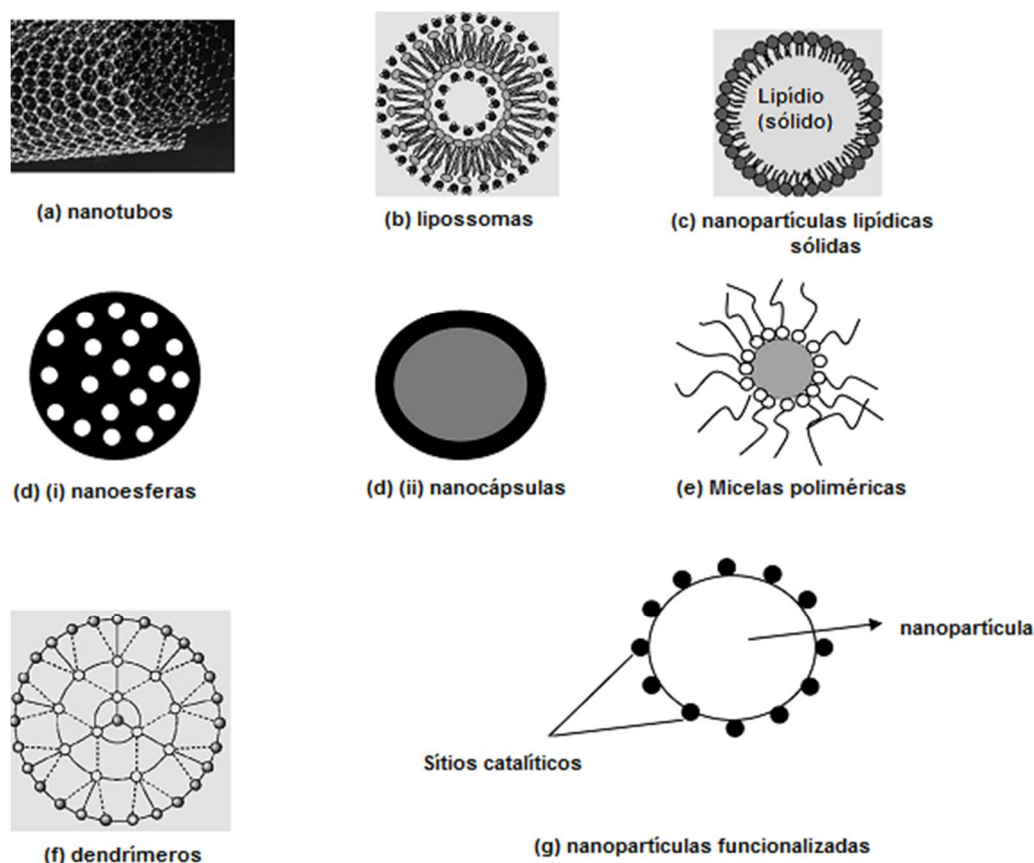 (a) nanotubos
(b) lipossomas
Lipídio
(sólido)
(c) nanopartículas lipídicas
sólidas
(d) (i) nanoesferas
(d) (ii) nanocápsulas
(e) Micelas poliméricas
(f) dendrímeros
nanopartícula
Sítios catalíticos
(g) nanopartículas funcionalizadas